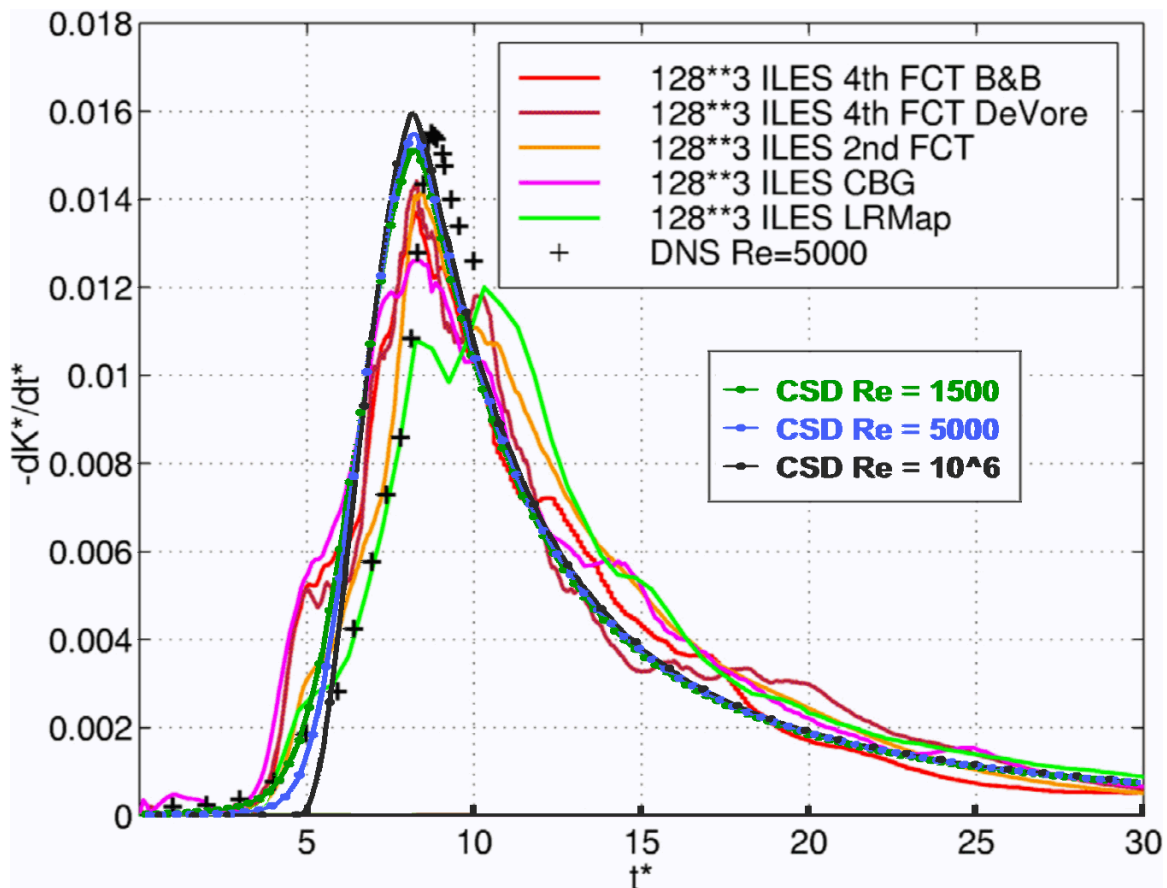 0.018
0.016
0.014
0.012
0.01
0.008
0.006
0.004
0.002
0
-dK*/dt*
128**3 ILES 4th FCT B&B
128**3 ILES 4th FCT DeVore
128**3 ILES 2nd FCT
128**3 ILES CBG
128**3 ILES LRMap
DNS Re=5000
CSD Re = 1500
CSD Re = 5000
CSD Re = 10^6
5 10 15 20 25 30
t*